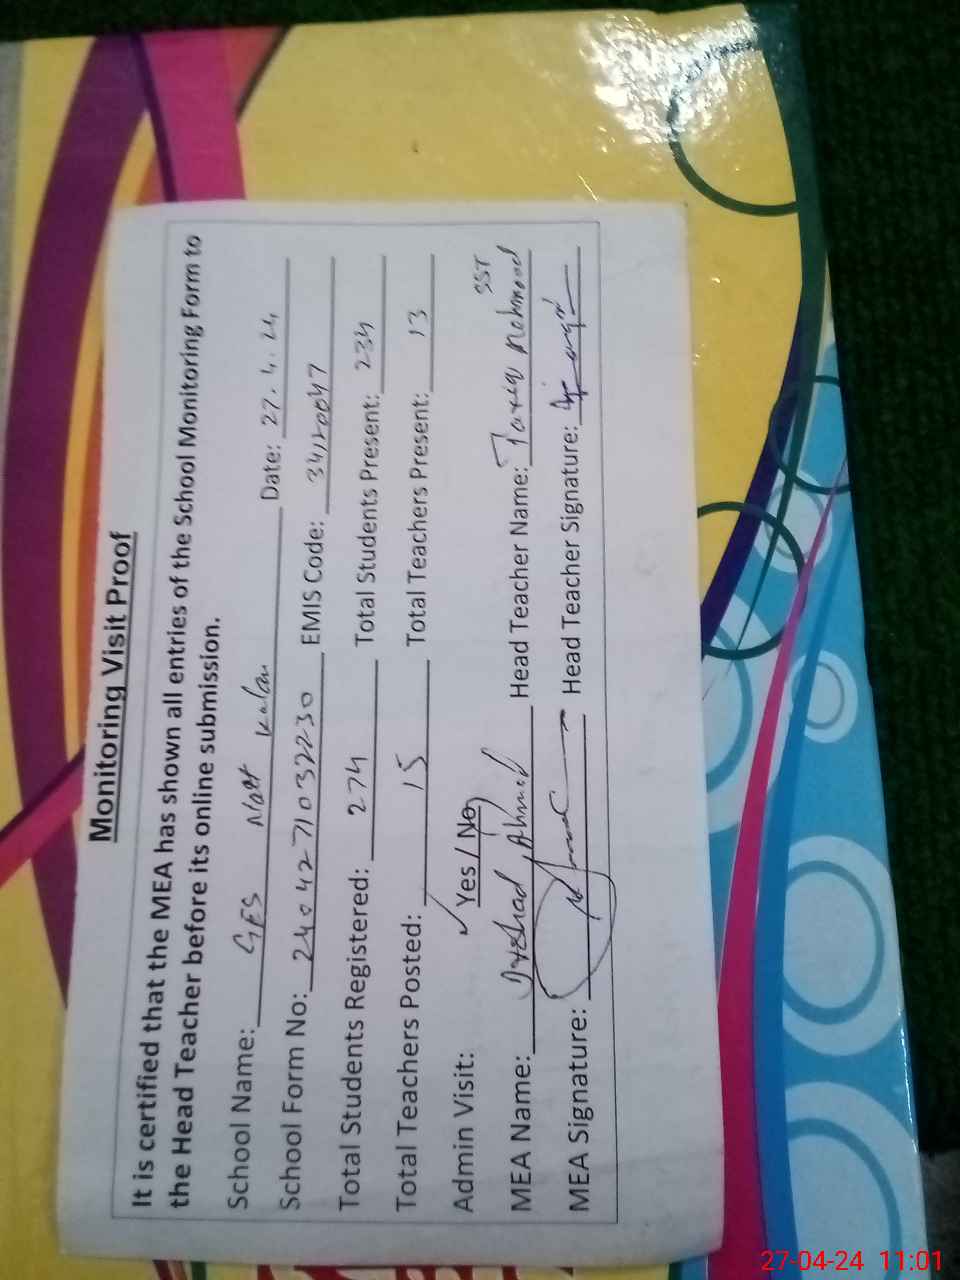 Monitoring Visit Proof
It is certified that the MEA has shown all entries of the School Monitoring Form to
the Head Teacher before its online submission.
School Name: GES Natt Kalan Date: 27.4.24
School Form No: 24042771032230 EMIS Code: 34120047
Total Students Registered: 274 Total Students Present: 234
Total Teachers Posted: 15 Total Teachers Present: 13
Admin Visit: ✓ Yes / No SST
MEA Name: Irshad Ahmed Head Teacher Name: Tariq Mehmood
MEA Signature: Head Teacher Signature:
27-04-24 11:01